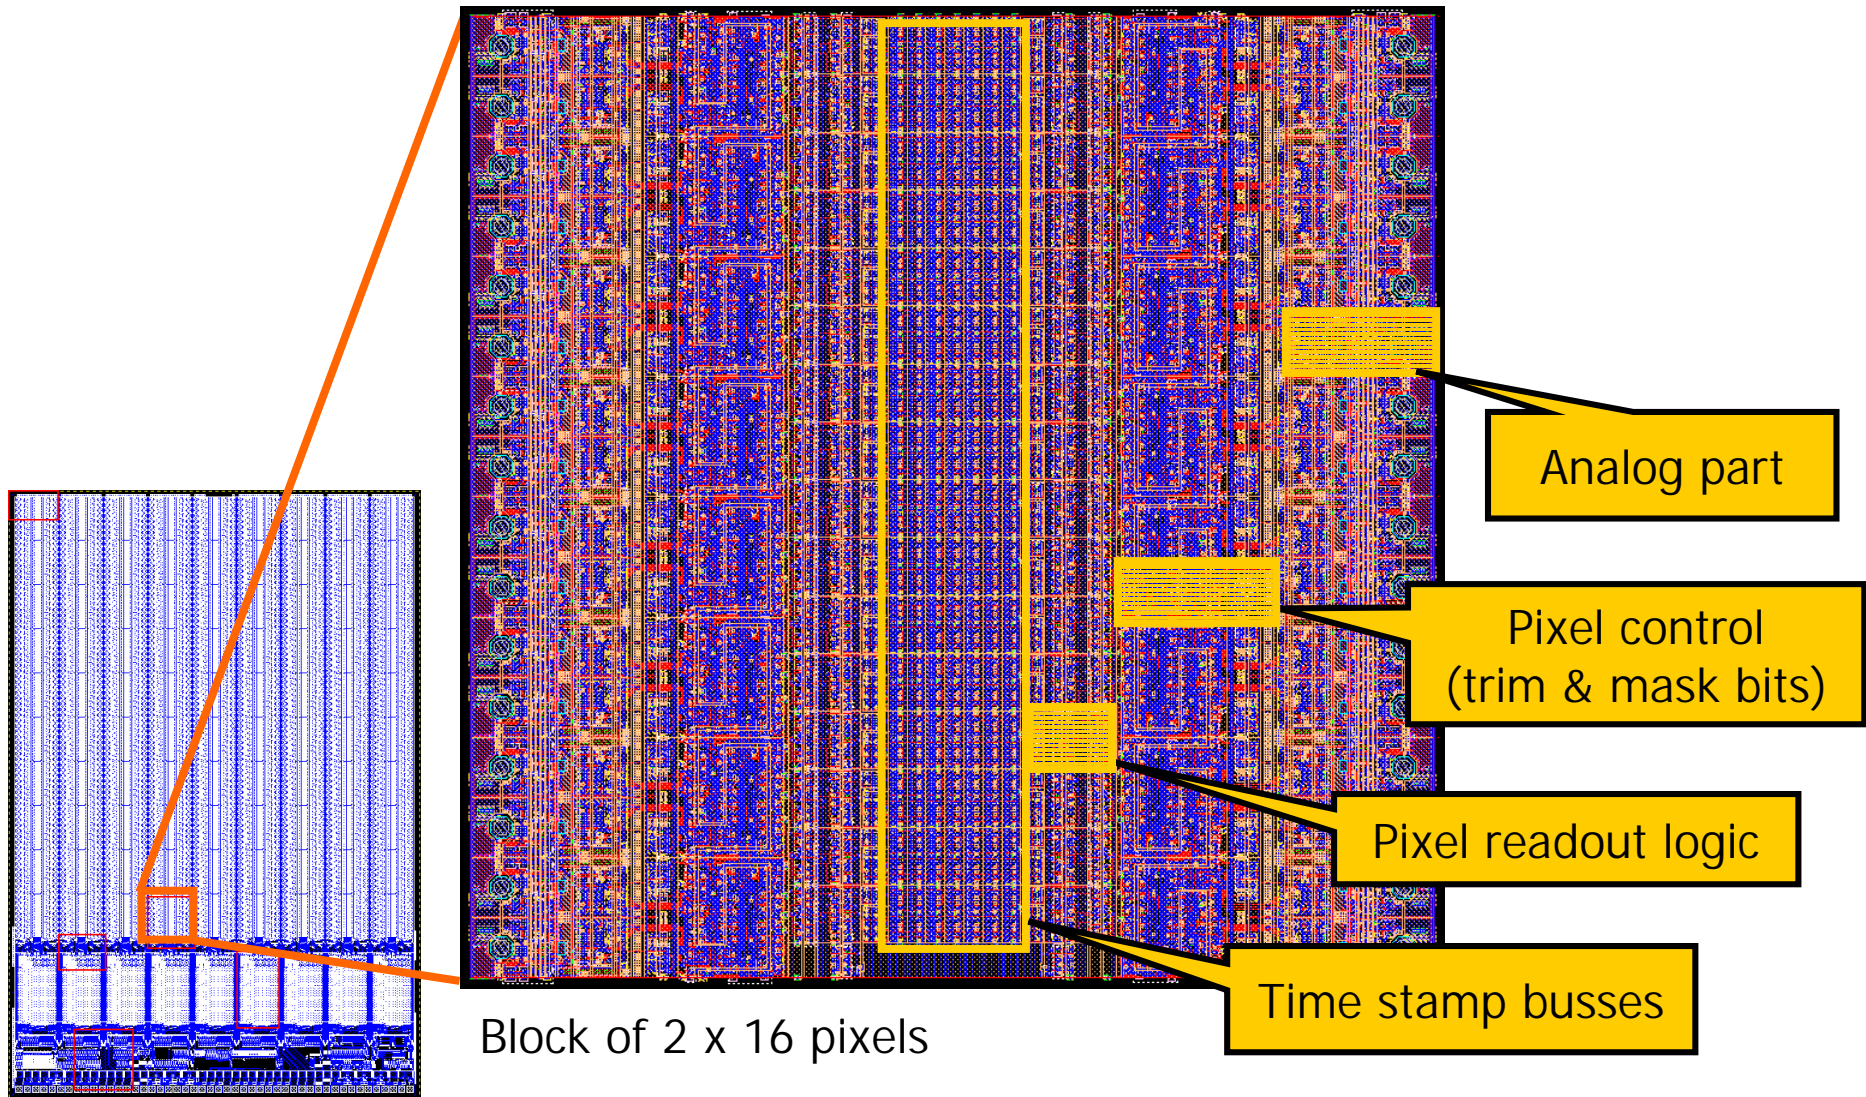 Analog part
Pixel control
(trim & mask bits)
Pixel readout logic
Time stamp busses
Block of 2 x 16 pixels